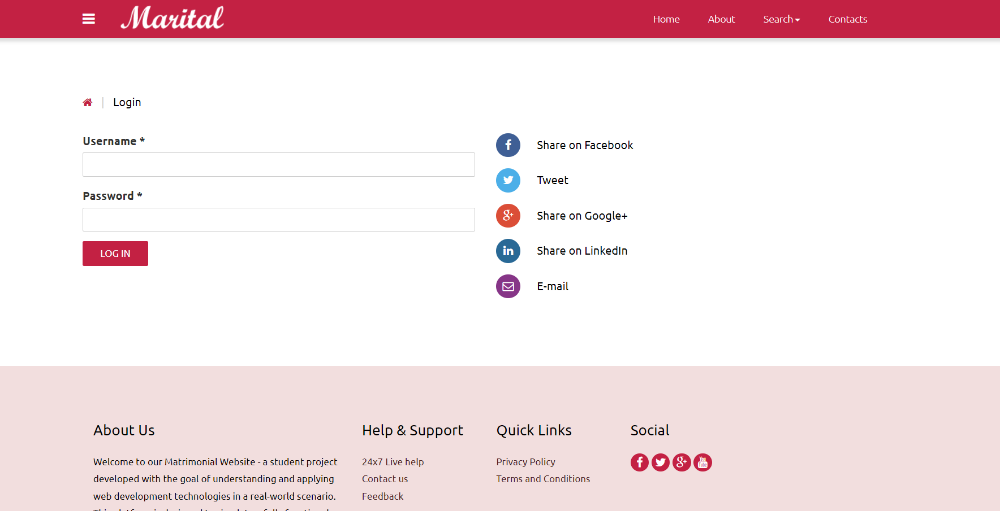 Marital
Home
About
Search
Contacts
Login
Username *
Password *
LOG IN
Share on Facebook
Tweet
Share on Google+
Share on LinkedIn
E-mail
About Us
Welcome to our Matrimonial Website - a student project
developed with the goal of understanding and applying
web development technologies in a real-world scenario.
Help & Support
24x7 Live help
Contact us
Feedback
Quick Links
Privacy Policy
Terms and Conditions
Social
You
Tube